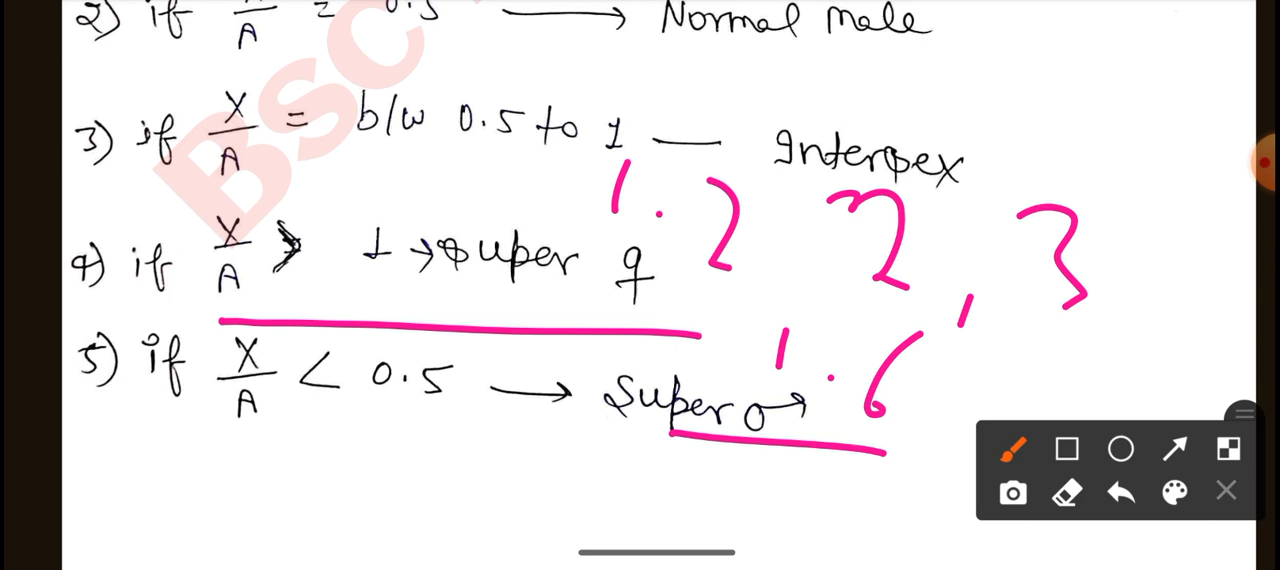 2) if X/A = 0.5 ⟶ Normal male
3) if X/A = b/w 0.5 to 1 — Intersex
1.2 2, 3
4) if X/A > 1 → Super ♀
5) if X/A < 0.5 ⟶ Super ♂
1.6
BSC